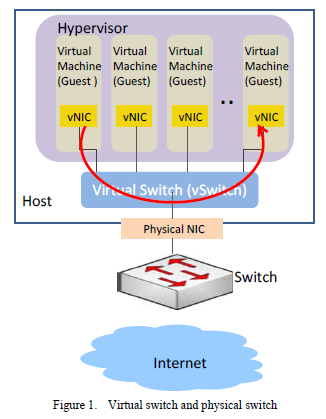 Hypervisor
Virtual
Machine
(Guest )
Virtual
Machine
(Guest)
Virtual
Machine
(Guest)
Virtual
Machine
(Guest)
vNIC
vNIC
vNIC
vNIC
Virtual Switch (vSwitch)
Host
Physical NIC
Switch
Internet
Figure 1. Virtual switch and physical switch